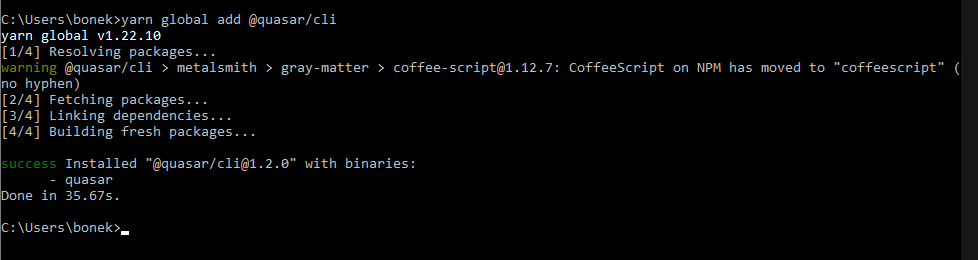 C:\Users\bonek>yarn global add @quasar/cli
yarn global v1.22.10
[1/4] Resolving packages...
warning @quasar/cli > metalsmith > gray-matter > coffee-script@1.12.7: CoffeeScript on NPM has moved to "coffeescript" (
no hyphen)
[2/4] Fetching packages...
[3/4] Linking dependencies...
[4/4] Building fresh packages...
success Installed "@quasar/cli@1.2.0" with binaries:
- quasar
Done in 35.67s.
C:\Users\bonek>